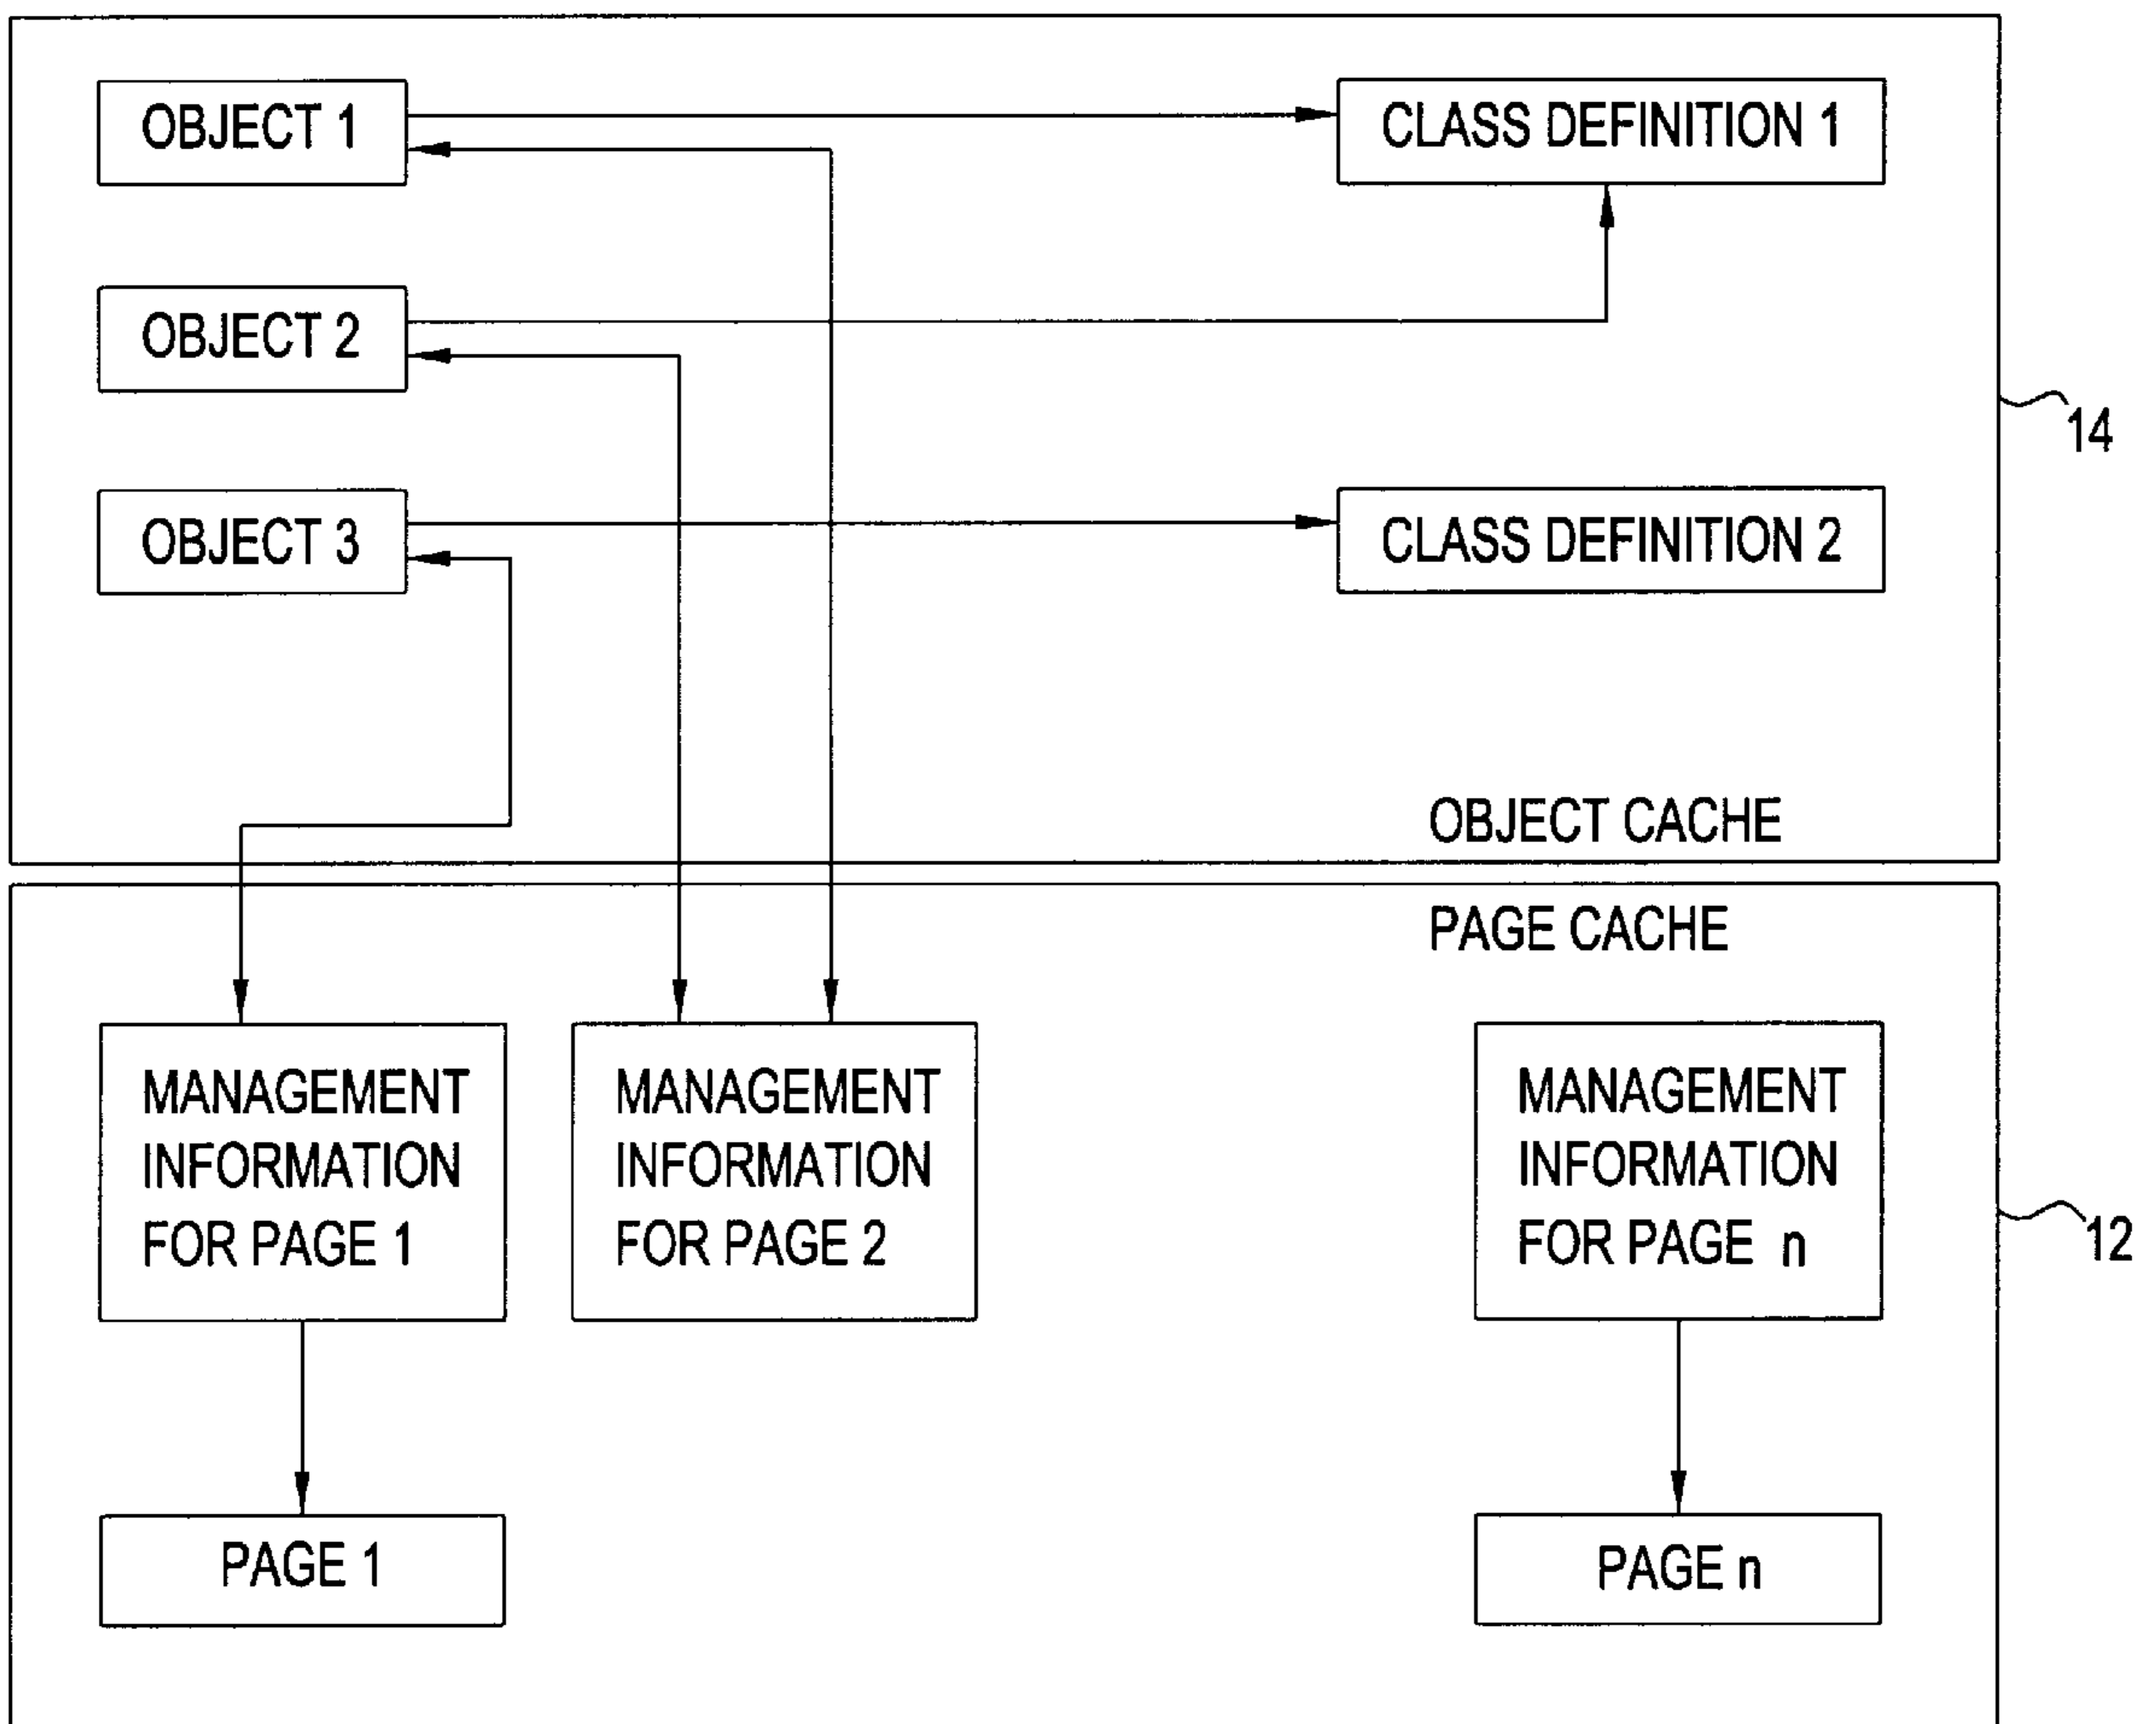 OBJECT 1
CLASS DEFINITION 1
OBJECT 2
14
OBJECT 3
CLASS DEFINITION 2
OBJECT CACHE
PAGE CACHE
MANAGEMENT
INFORMATION
FOR PAGE 1
MANAGEMENT
INFORMATION
FOR PAGE 2
MANAGEMENT
INFORMATION
FOR PAGE n
12
PAGE 1
PAGE n